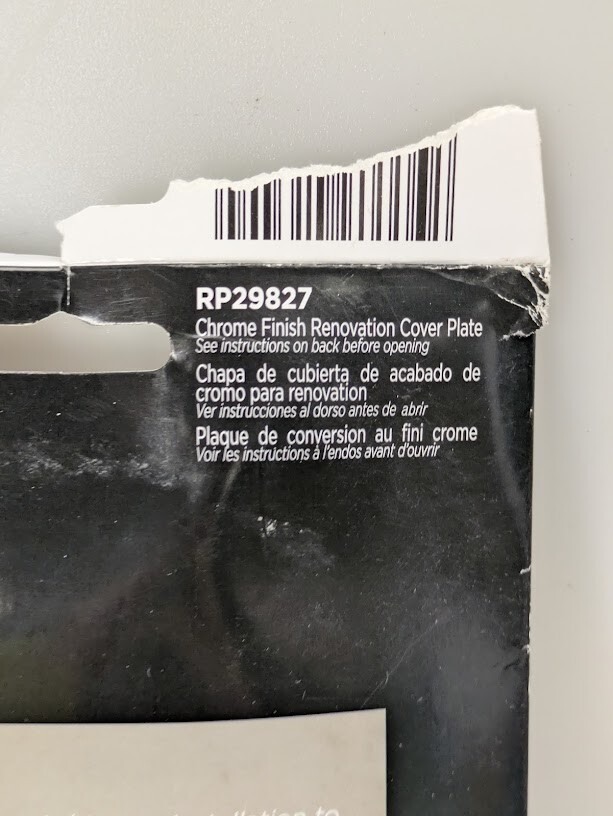 RP29827
Chrome Finish Renovation Cover Plate
See instructions on back before opening
Chapa de cubierta de acabado de
cromo para renovation
Ver instrucciones al dorso antes de abrir
Plaque de conversion au fini crome
Voir les instructions à l'endos avant d'ouvrir